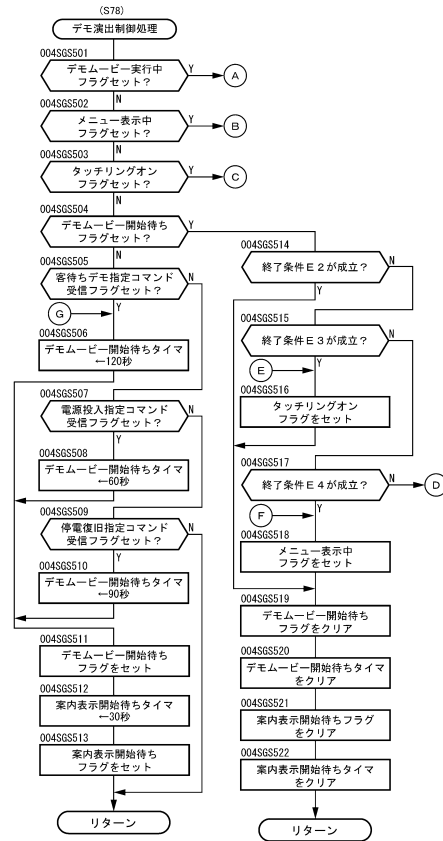 (S78)
デモ演出制御処理
004SGS501
デモムービー実行中
フラグセット?
Y
A
N
004SGS502
メニュー表示中
フラグセット?
Y
B
N
004SGS503
タッチリングオン
フラグセット?
Y
C
N
004SGS504
デモムービー開始待ち
フラグセット?
Y
N
004SGS505
客待ちデモ指定コマンド
受信フラグセット?
N
Y
G
004SGS506
デモムービー開始待ちタイマ
←120秒
004SGS507
電源投入指定コマンド
受信フラグセット?
N
Y
004SGS508
デモムービー開始待ちタイマ
←60秒
004SGS509
停電復旧指定コマンド
受信フラグセット?
N
Y
004SGS510
デモムービー開始待ちタイマ
←90秒
004SGS511
デモムービー開始待ち
フラグをセット
004SGS512
案内表示開始待ちタイマ
←30秒
004SGS513
案内表示開始待ち
フラグをセット
リターン
004SGS514
終了条件E2が成立?
N
Y
004SGS515
終了条件E3が成立?
N
Y
E
004SGS516
タッチリングオン
フラグをセット
004SGS517
終了条件E4が成立?
N
D
Y
F
004SGS518
メニュー表示中
フラグをセット
004SGS519
デモムービー開始待ち
フラグをクリア
004SGS520
デモムービー開始待ちタイマ
をクリア
004SGS521
案内表示開始待ちフラグ
をクリア
004SGS522
案内表示開始待ちタイマ
をクリア
リターン